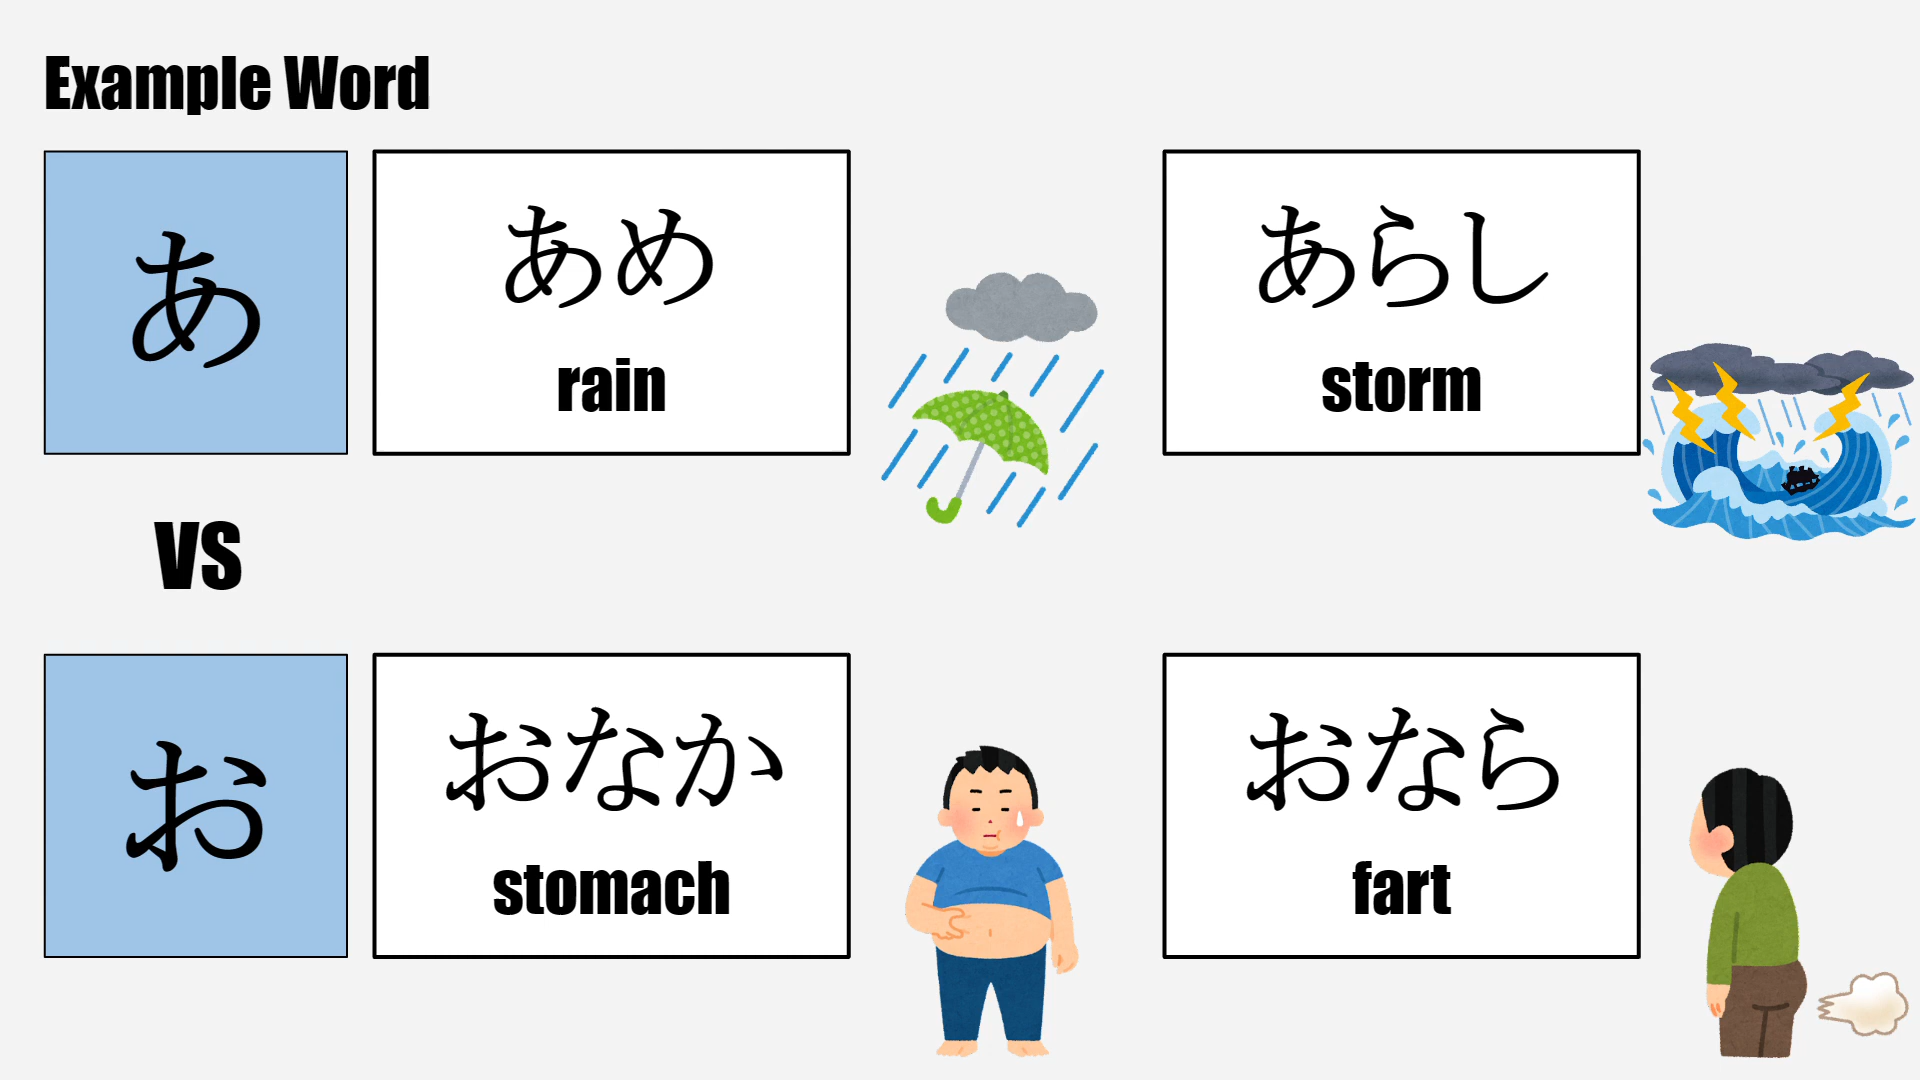 Example Word
あ
あめ
rain
あらし
storm
VS
お
おなか
stomach
おなら
fart